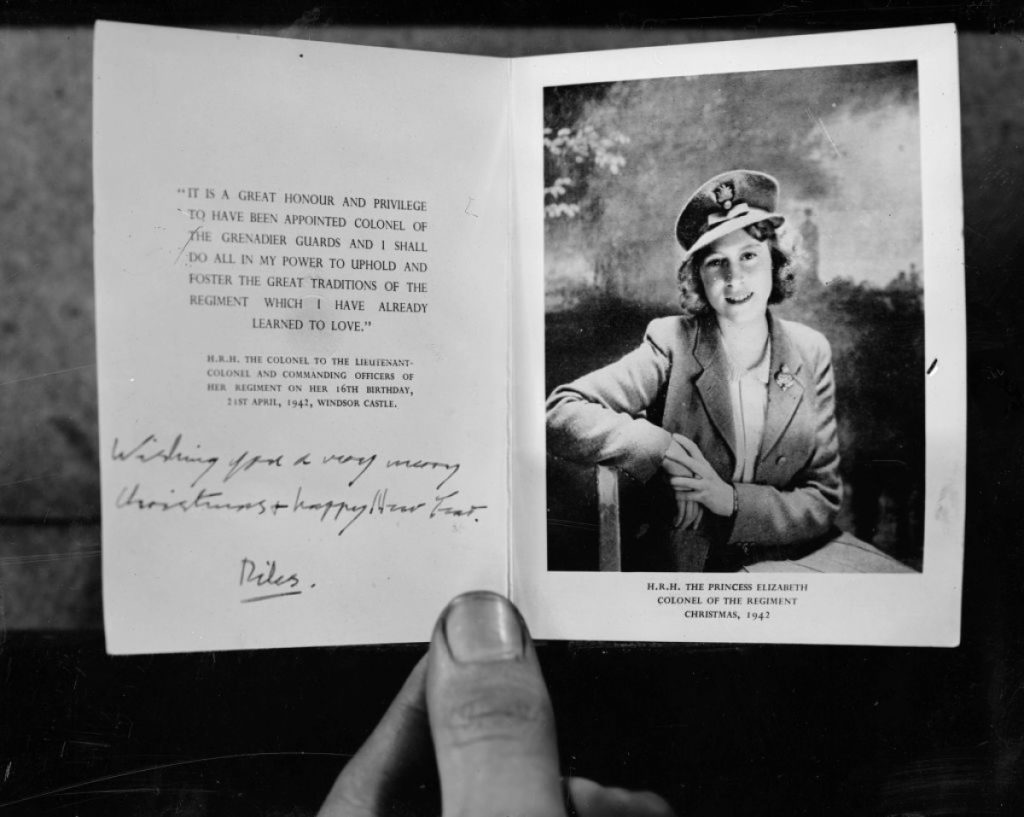 "IT IS A GREAT HONOUR AND PRIVILEGE
TO HAVE BEEN APPOINTED COLONEL OF
THE GRENADIER GUARDS AND I SHALL
DO ALL IN MY POWER TO UPHOLD AND
FOSTER THE GREAT TRADITIONS OF THE
REGIMENT WHICH I HAVE ALREADY
LEARNED TO LOVE."
H.R.H. THE COLONEL TO THE LIEUTENANT-
COLONEL AND COMMANDING OFFICERS OF
HER REGIMENT ON HER 16TH BIRTHDAY,
21ST APRIL, 1942, WINDSOR CASTLE.
Wishing you a very merry
Christmas + happy New Year.
H.R.H. THE PRINCESS ELIZABETH
COLONEL OF THE REGIMENT
CHRISTMAS, 1942